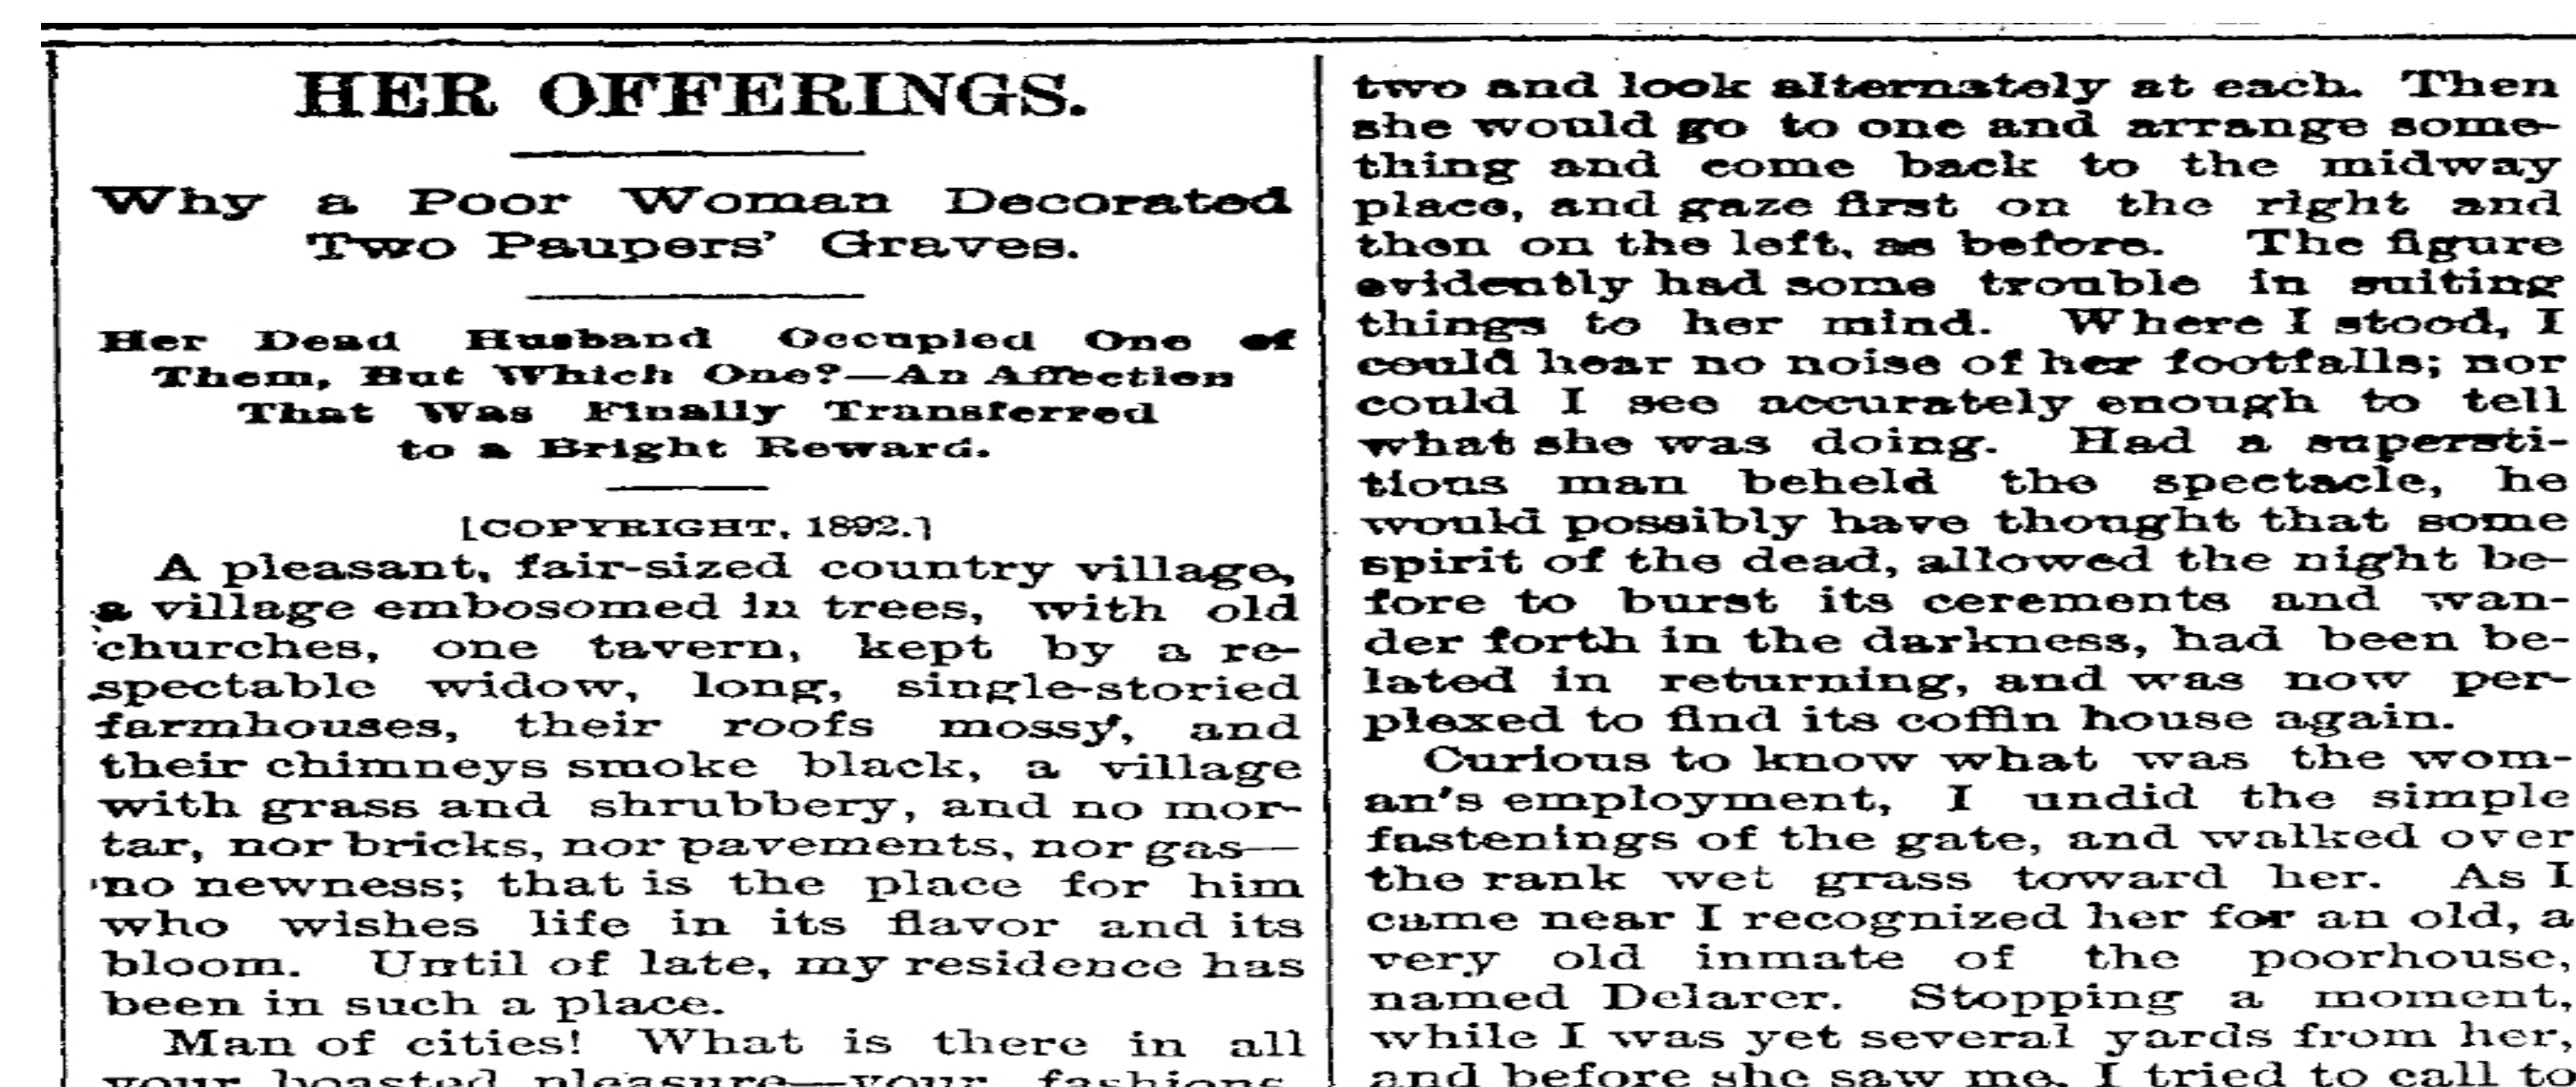 HER OFFERINGS.
Why a Poor Woman Decorated
Two Paupers' Graves.
Her Dead Husband Occupied One of
Them, But Which One?—An Affection
That Was Finally Transferred
to a Bright Reward.
[COPYRIGHT, 1892.]
A pleasant, fair-sized country village,
a village embosomed in trees, with old
churches, one tavern, kept by a re-
spectable widow, long, single-storied
farmhouses, their roofs mossy, and
their chimneys smoke black, a village
with grass and shrubbery, and no mor-
tar, nor bricks, nor pavements, nor gas—
no newness; that is the place for him
who wishes life in its flavor and its
bloom. Until of late, my residence has
been in such a place.
Man of cities! What is there in all
your boasted pleasure—your fashions,
two and look alternately at each. Then
she would go to one and arrange some-
thing and come back to the midway
place, and gaze first on the right and
then on the left, as before. The figure
evidently had some trouble in suiting
things to her mind. Where I stood, I
could hear no noise of her footfalls; nor
could I see accurately enough to tell
what she was doing. Had a supersti-
tious man beheld the spectacle, he
would possibly have thought that some
spirit of the dead, allowed the night be-
fore to burst its cerements and wan-
der forth in the darkness, had been be-
lated in returning, and was now per-
plexed to find its coffin house again.
Curious to know what was the wom-
an's employment, I undid the simple
fastenings of the gate, and walked over
the rank wet grass toward her. As I
came near I recognized her for an old, a
very old inmate of the poorhouse,
named Delarer. Stopping a moment,
while I was yet several yards from her,
and before she saw me, I tried to call to